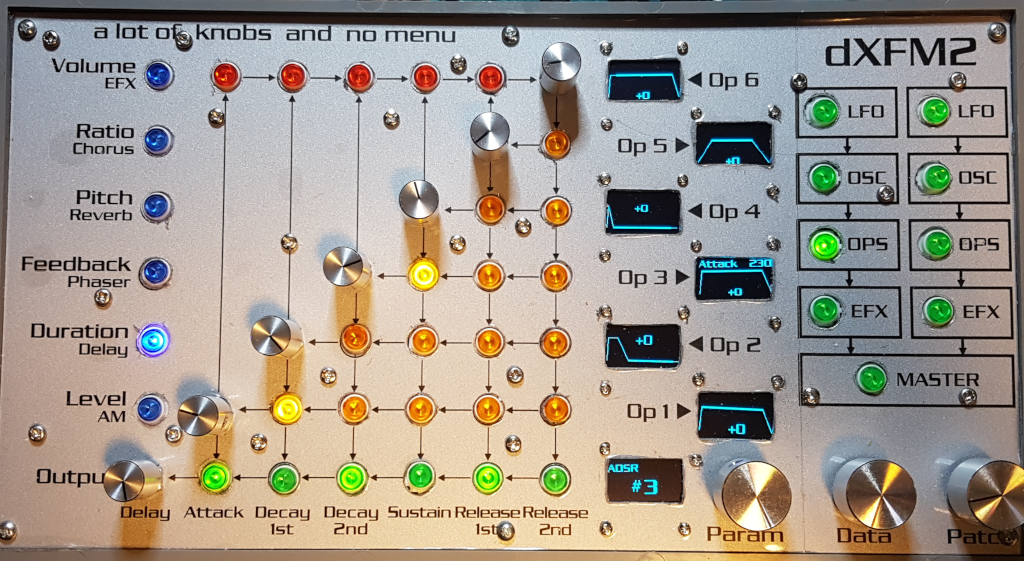 a lot of knobs and no menu
dXFM2
Volume
EFX
Ratio
Chorus
Pitch
Reverb
Feedback
Phaser
Duration
Delay
Level
AM
Delay
Attack
Decay
1st
Decay
2nd
Sustain
Release
1st
Release
2nd
+0
Op 6
Op 5
+0
+0
Op 4
Op 3
Attack 230
+0
+0
Op 2
Op 1
+0
ADSR
#3
LFO
LFO
OSC
OSC
OPS
OPS
EFX
EFX
MASTER
Param
Data